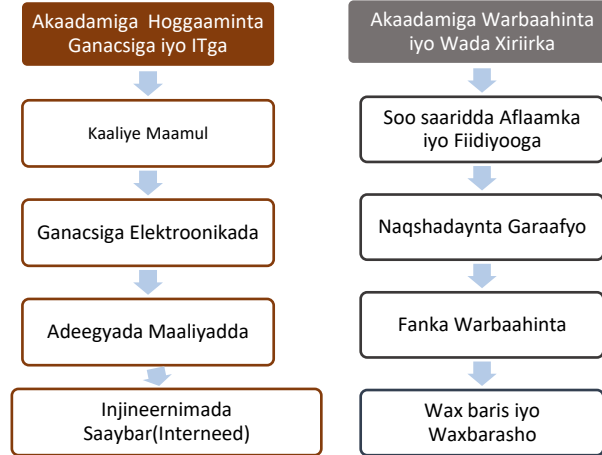 Akaadamiga Hoggaaminta
Ganacsiga iyo ITga
Kaaliye Maamul
Ganacsiga Elektroonikada
Adeegyada Maaliyadda
Injineernimada
Saaybar(Interneed)
Akaadamiga Warbaahinta
iyo Wada Xiriirka
Soo saaridda Aflaamka
iyo Fiidiyooga
Naqshadaynta Garaafyo
Fanka Warbaahinta
Wax baris iyo
Waxbarasho